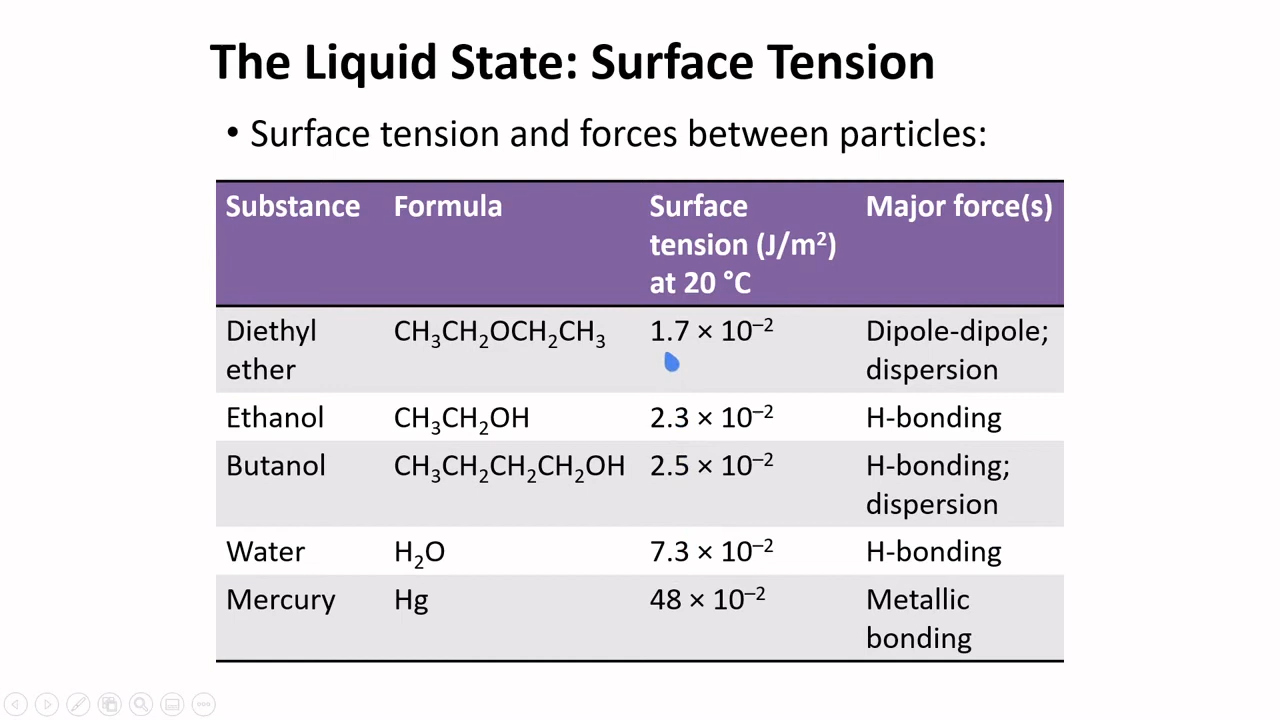 The Liquid State: Surface Tension
• Surface tension and forces between particles:
Substance Formula Surface tension (J/m²) at 20 °C Major force(s)
Diethyl ether CH₃CH₂OCH₂CH₃ 1.7 × 10⁻² Dipole-dipole; dispersion
Ethanol CH₃CH₂OH 2.3 × 10⁻² H-bonding
Butanol CH₃CH₂CH₂CH₂OH 2.5 × 10⁻² H-bonding; dispersion
Water H₂O 7.3 × 10⁻² H-bonding
Mercury Hg 48 × 10⁻² Metallic bonding